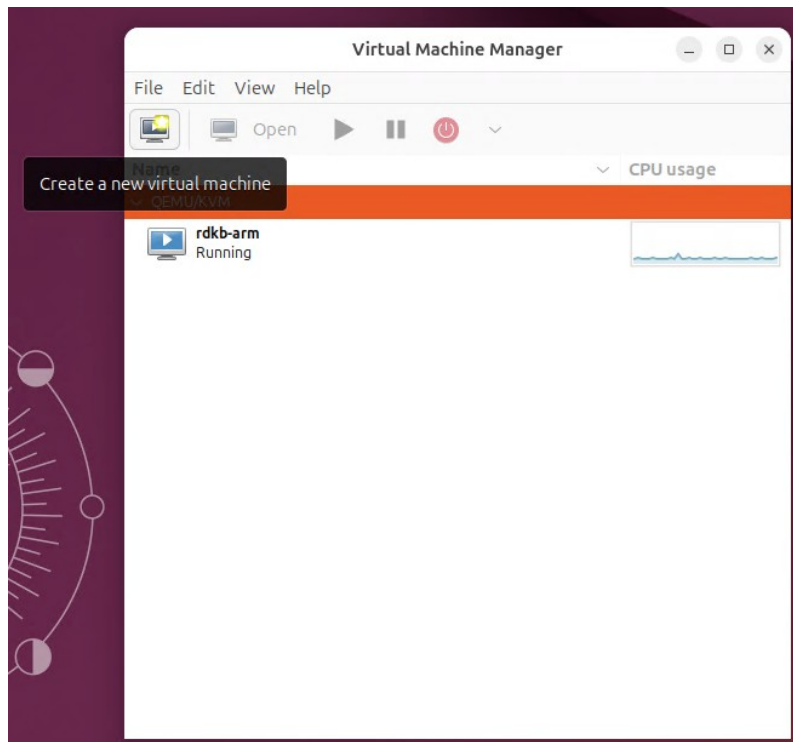 Virtual Machine Manager
File Edit View Help
Open
Name CPU usage
Create a new virtual machine
QEMU/KVM
rdkb-arm
Running